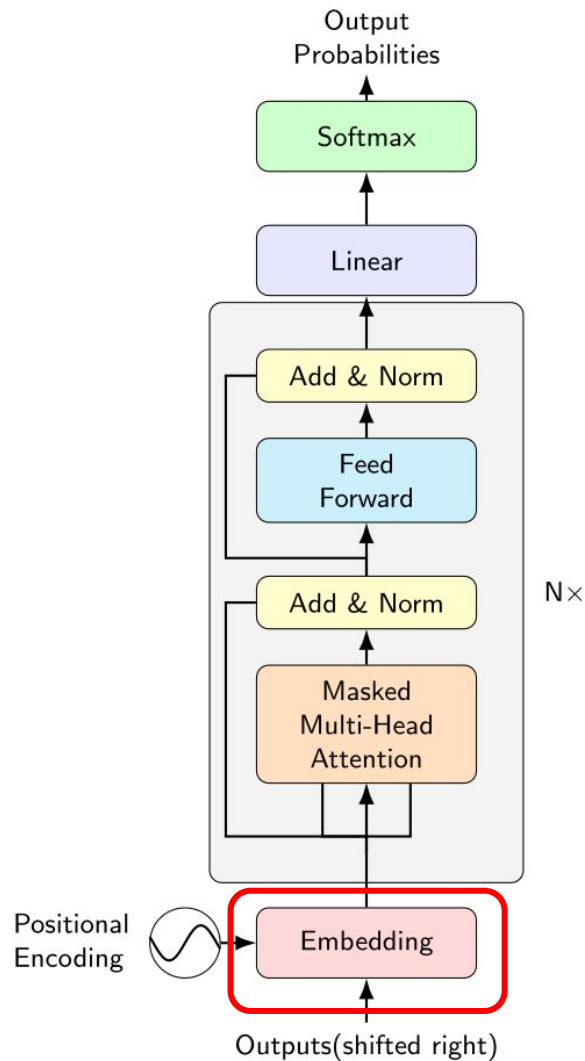 Output
Probabilities
Softmax
Linear
Add & Norm
Feed
Forward
Add & Norm
N×
Masked
Multi-Head
Attention
Positional
Encoding
Embedding
Outputs(shifted right)